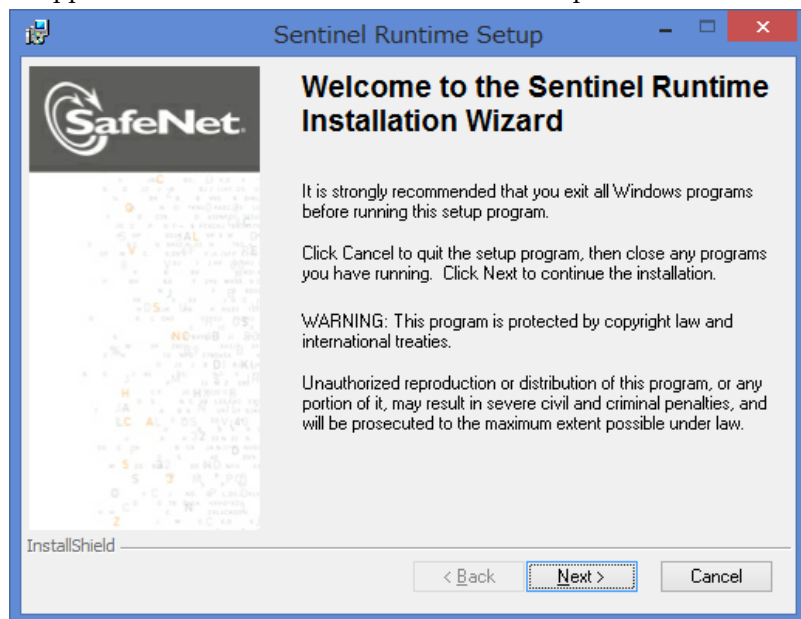 Sentinel Runtime Setup
SafeNet.
Welcome to the Sentinel Runtime
Installation Wizard
It is strongly recommended that you exit all Windows programs
before running this setup program.
Click Cancel to quit the setup program, then close any programs
you have running.  Click Next to continue the installation.
WARNING: This program is protected by copyright law and
international treaties.
Unauthorized reproduction or distribution of this program, or any
portion of it, may result in severe civil and criminal penalties, and
will be prosecuted to the maximum extent possible under law.
InstallShield
< Back
Next >
Cancel